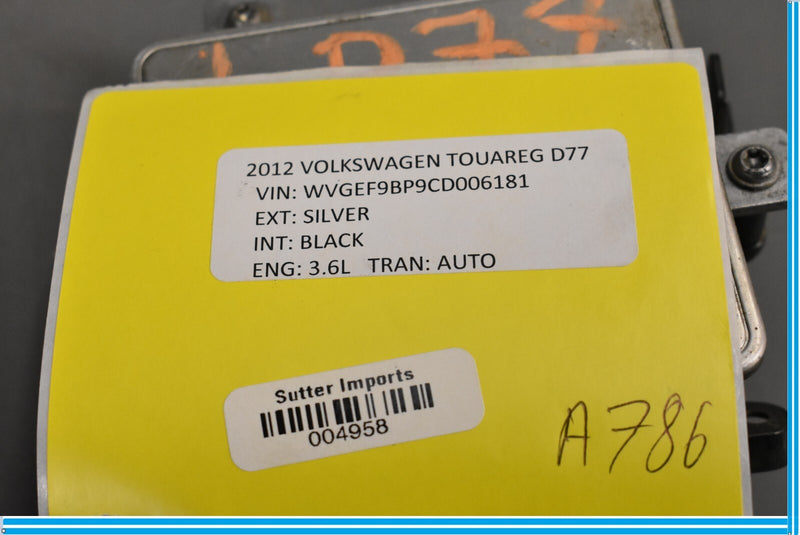 D77
2012 VOLKSWAGEN TOUAREG D77
VIN: WVGEF9BP9CD006181
EXT: SILVER
INT: BLACK
ENG: 3.6L TRAN: AUTO
Sutter Imports
004958
A786